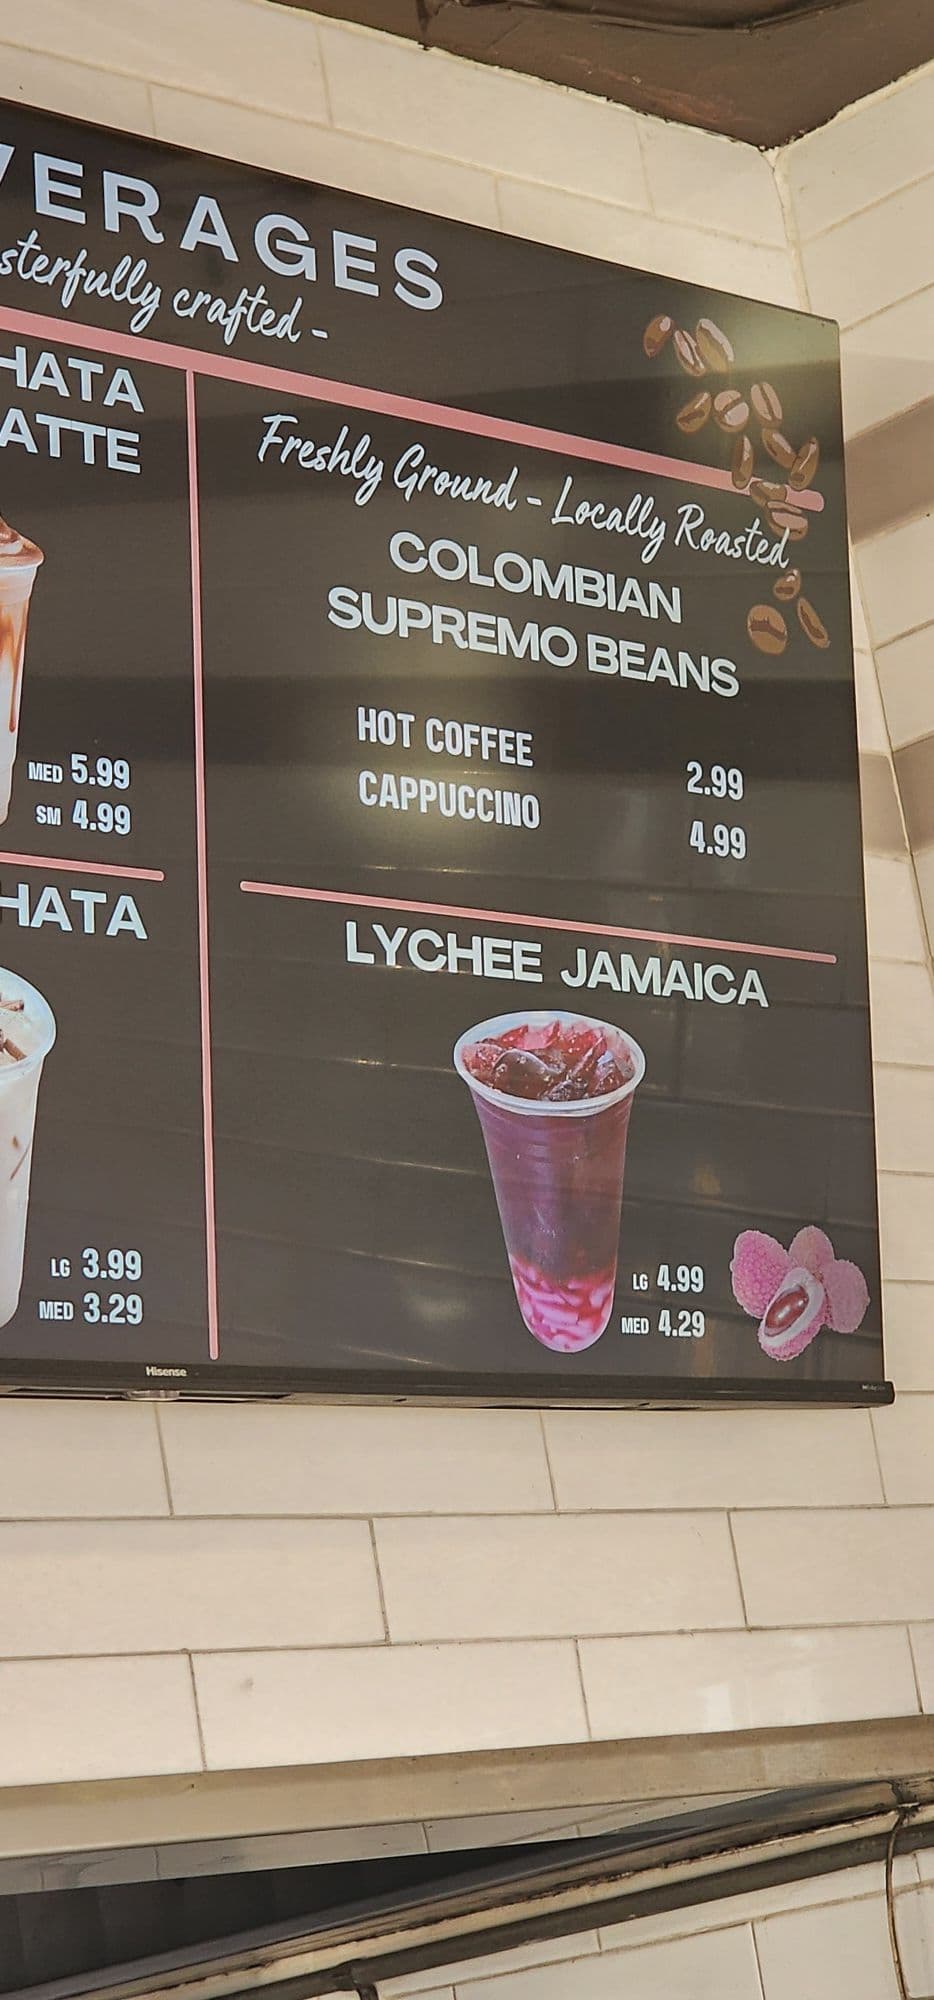 VERAGES
sterfully crafted -
HATA
ATTE
MED 5.99
SM 4.99
HATA
LG 3.99
MED 3.29
Freshly Ground - Locally Roasted
COLOMBIAN
SUPREMO BEANS
HOT COFFEE 2.99
CAPPUCCINO 4.99
LYCHEE JAMAICA
LG 4.99
MED 4.29
Hisense